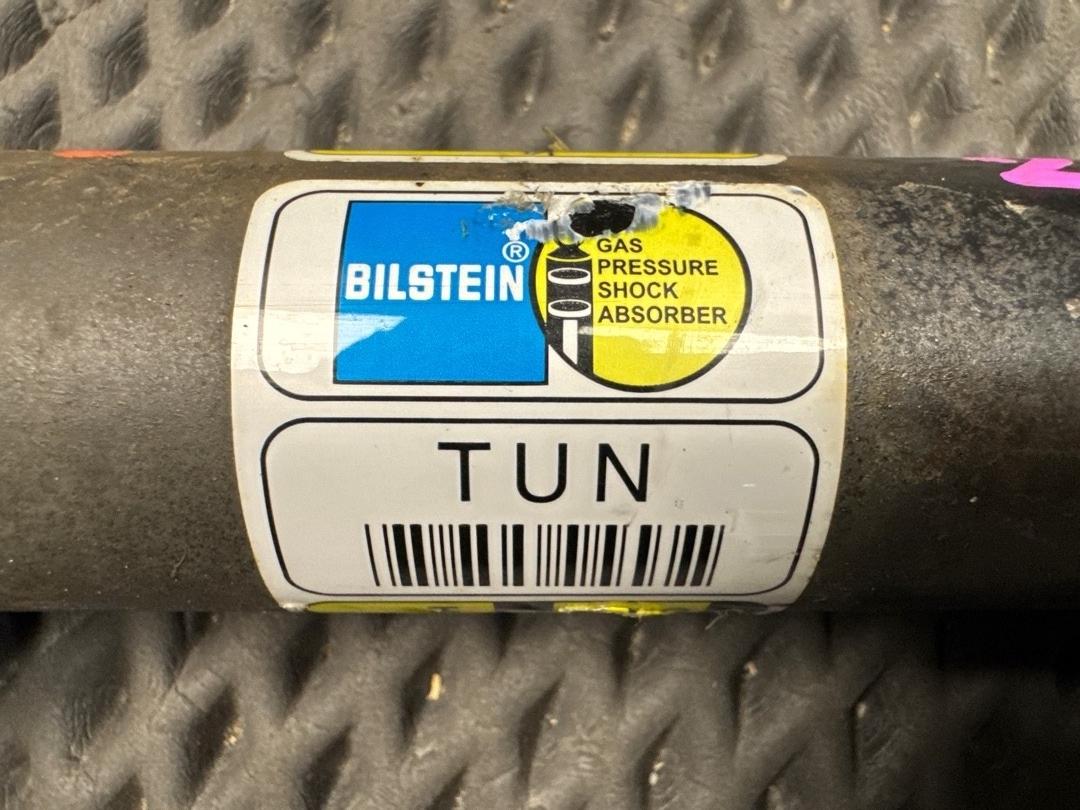 BILSTEIN®
GAS
PRESSURE
SHOCK
ABSORBER
TUN